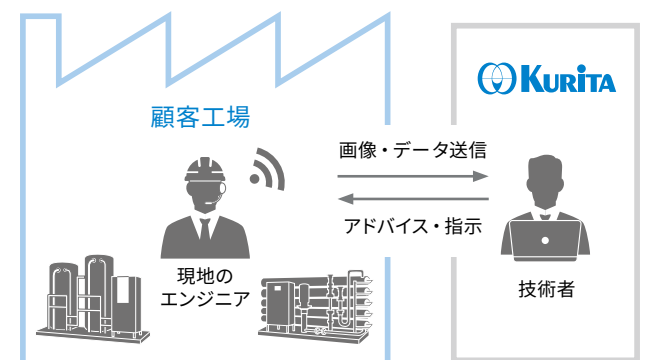 顧客工場
KURITA
画像・データ送信
アドバイス・指示
現地の
エンジニア
技術者